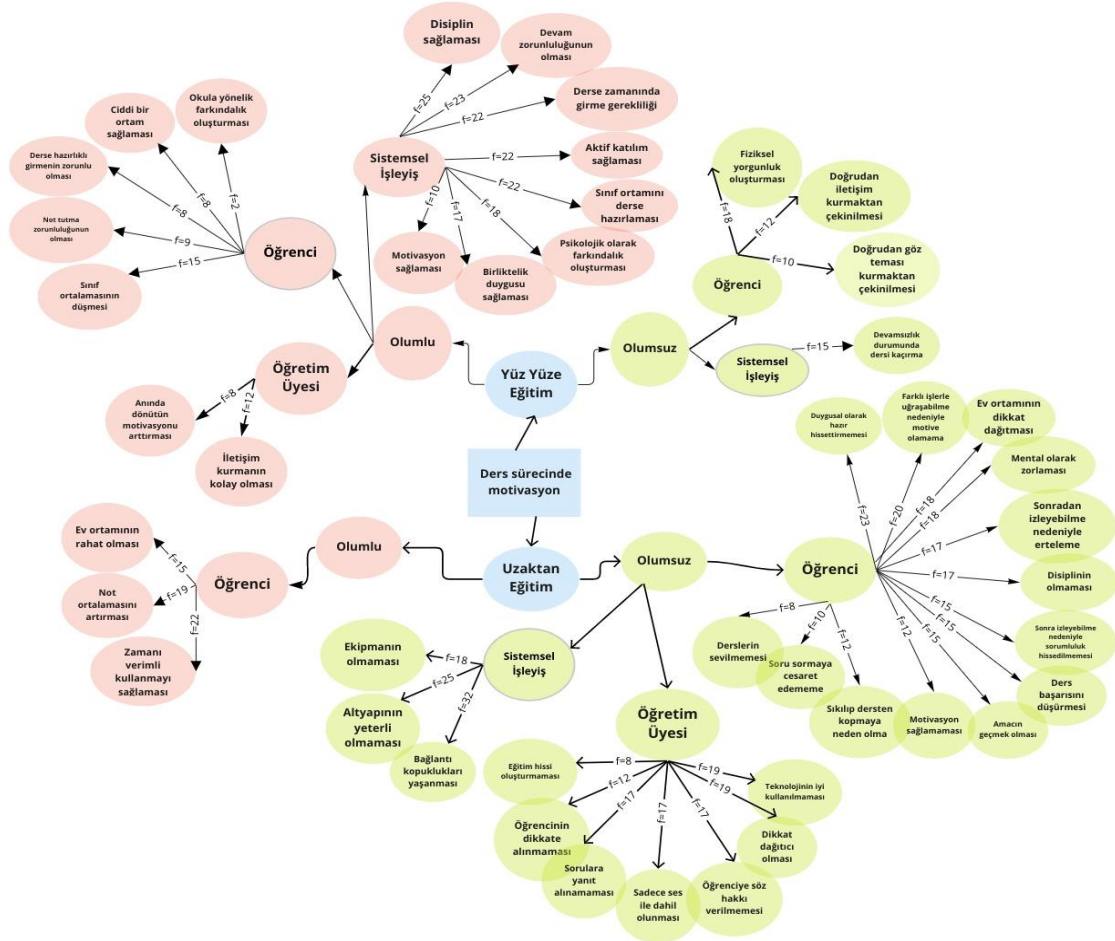 Disiplin
sağlaması
Devam
zorunluluğunun
olması
Derse zamanında
girme gerekliliği
Aktif katılım
sağlaması
Sınıf ortamını
derse
hazırlaması
Psikolojik olarak
farkındalık
oluşturması
Birliktelik
duygusu
sağlaması
Motivasyon
sağlaması
Sistemsel
İşleyiş
f=25
f=23
f=22
f=22
f=22
f=18
f=17
f=10
Okula yönelik
farkındalık
oluşturması
Ciddi bir
ortam
sağlaması
Derse hazırlıklı
girmenin zorunlu
olması
Not tutma
zorunluluğunun
olması
Sınıf
ortalamasının
düşmesi
f=2
f=8
f=8
f=9
f=15
Öğrenci
Olumlu
Öğretim
Üyesi
f=8
f=12
Anında
dönütün
motivasyonu
arttırması
İletişim
kurmanın
kolay olması
Yüz Yüze
Eğitim
Olumsuz
Öğrenci
f=18
f=12
f=10
Fiziksel
yorgunluk
oluşturması
Doğrudan
iletişim
kurmaktan
çekinilmesi
Doğrudan göz
teması
kurmaktan
çekinilmesi
Sistemsel
İşleyiş
f=15
Devamsızlık
durumunda
dersi kaçırma
Ders sürecinde
motivasyon
Uzaktan
Eğitim
Olumlu
Öğrenci
f=15
f=19
f=22
Ev ortamının
rahat olması
Not
ortalamasını
artırması
Zamanı
verimli
kullanmayı
sağlaması
Olumsuz
Öğrenci
f=23
f=20
f=18
f=18
f=17
f=17
f=15
f=15
f=15
f=12
f=12
f=10
f=8
Duygusal olarak
hazır
hissettirmemesi
Farklı işlerle
uğraşabilme
nedeniyle
motive
olamama
Ev ortamının
dikkat
dağıtması
Mental olarak
zorlaması
Sonradan
izleyebilme
nedeniyle
erteleme
Disiplinin
olmaması
Sonra izleyebilme
nedeniyle
sorumluluk
hissedilmemesi
Ders
başarısını
düşürmesi
Amacın
geçmek olması
Motivasyon
sağlamaması
Sıkılıp dersten
kopmaya
neden olma
Soru sormaya
cesaret
edememe
Derslerin
sevilmemesi
Sistemsel
İşleyiş
f=18
f=25
f=32
Ekipmanın
olmaması
Altyapının
yeterli
olmaması
Bağlantı
kopuklukları
yaşanması
Öğretim
Üyesi
f=8
f=12
f=17
f=17
f=17
f=19
f=19
Eğitim hissi
oluşturmaması
Öğrencinin
dikkate
alınmaması
Sorulara
yanıt
alınamaması
Sadece ses
ile dahil
olunması
Öğrenciye söz
hakkı
verilmemesi
Dikkat
dağıtıcı
olması
Teknolojinin iyi
kullanılmaması